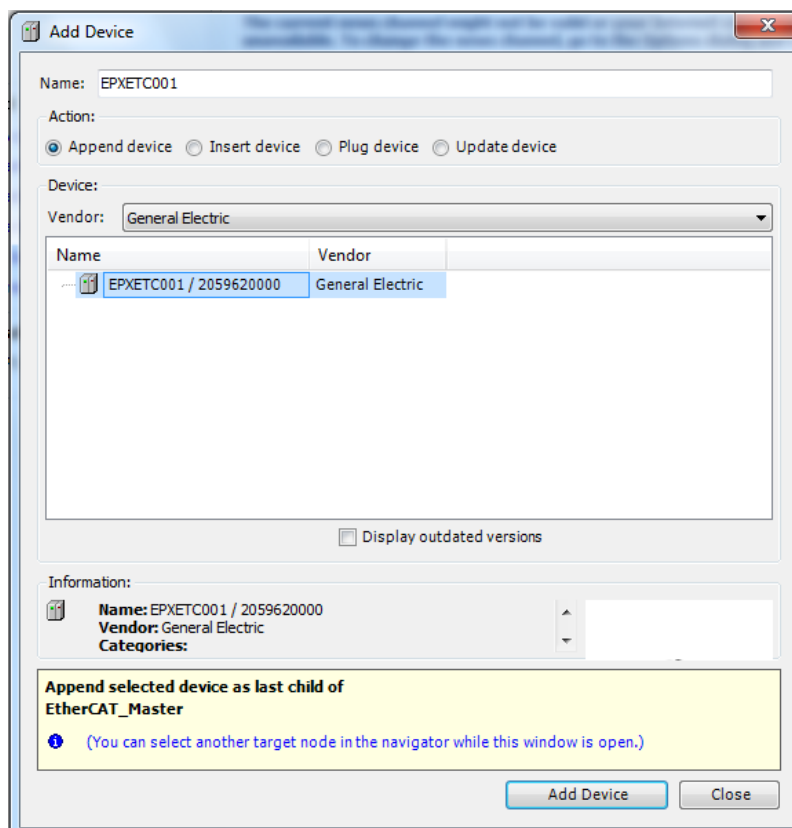 Add Device
Name: EPXETC001
Action:
Append device Insert device Plug device Update device
Device:
Vendor: General Electric
Name Vendor
EPXETC001 / 2059620000 General Electric
Display outdated versions
Information:
Name: EPXETC001 / 2059620000
Vendor: General Electric
Categories:
Append selected device as last child of
EtherCAT_Master
(You can select another target node in the navigator while this window is open.)
Add Device Close